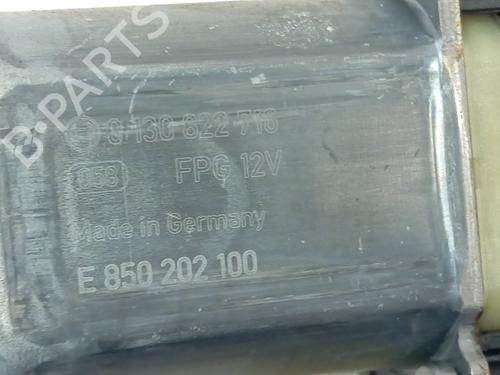 B-PARTS
0 130 822 716
058 FPG 12V
Made in Germany
E 850 202 100